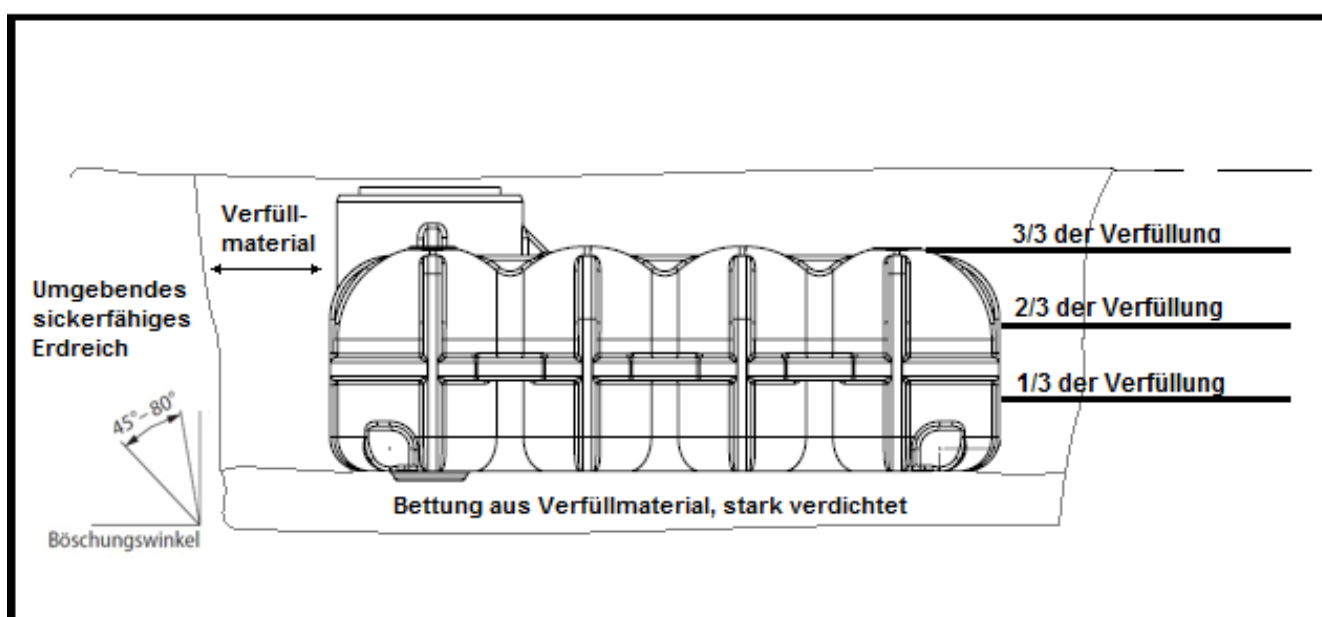 Verfüll-
material
3/3 der Verfüllung
Umgebendes
sickerfähiges
Erdreich
2/3 der Verfüllung
1/3 der Verfüllung
45°– 80°
Bettung aus Verfüllmaterial, stark verdichtet
Böschungswinkel